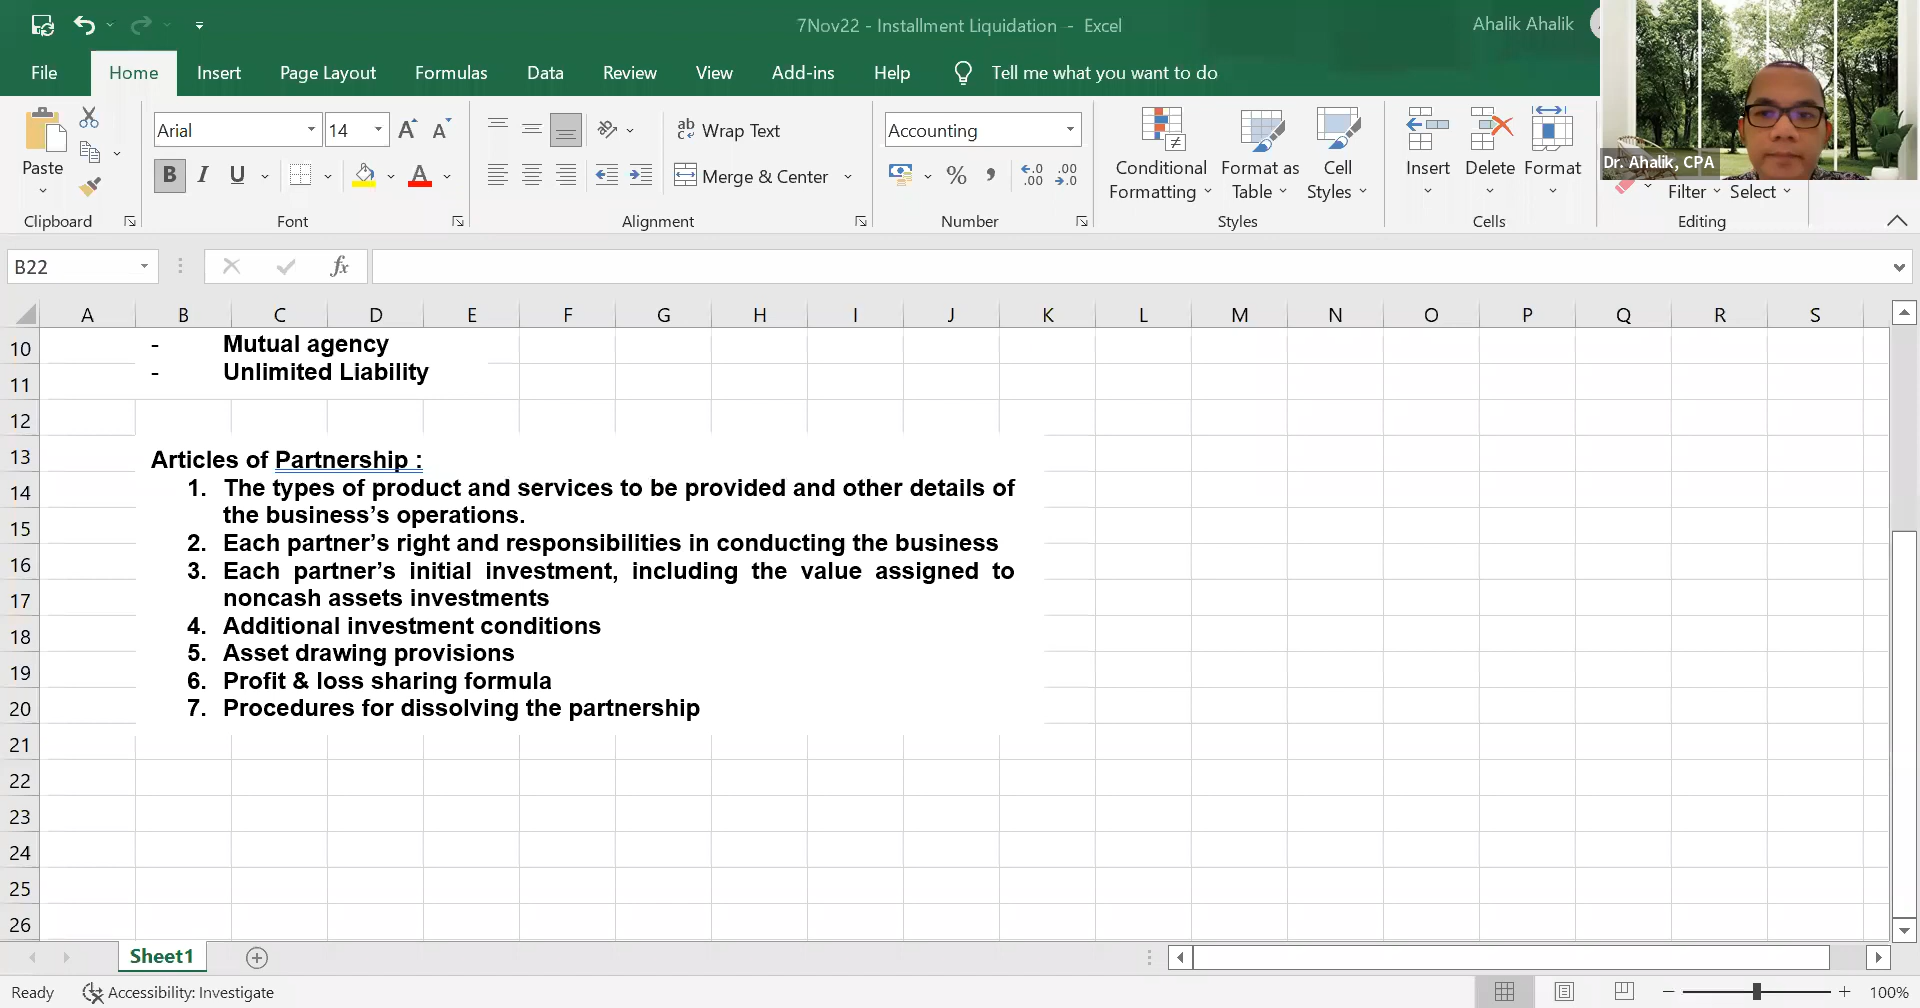 7Nov22 - Installment Liquidation - Excel
Ahalik Ahalik
File Home Insert Page Layout Formulas Data Review View Add-ins Help Tell me what you want to do
Arial 14
Wrap Text
Accounting
Paste
Merge & Center
Conditional Formatting
Format as Table
Cell Styles
Insert Delete Format
Dr. Ahalik, CPA
Filter Select
Clipboard Font Alignment Number Styles Cells Editing
B22
fx
A B C D E F G H I J K L M N O P Q R S
10 - Mutual agency
11 - Unlimited Liability
12
13 Articles of Partnership :
14 1. The types of product and services to be provided and other details of
15 the business's operations.
16 2. Each partner's right and responsibilities in conducting the business
3. Each partner's initial investment, including the value assigned to
17 noncash assets investments
18 4. Additional investment conditions
19 5. Asset drawing provisions
6. Profit & loss sharing formula
20 7. Procedures for dissolving the partnership
21
22
23
24
25
26
Sheet1
Ready Accessibility: Investigate 100%